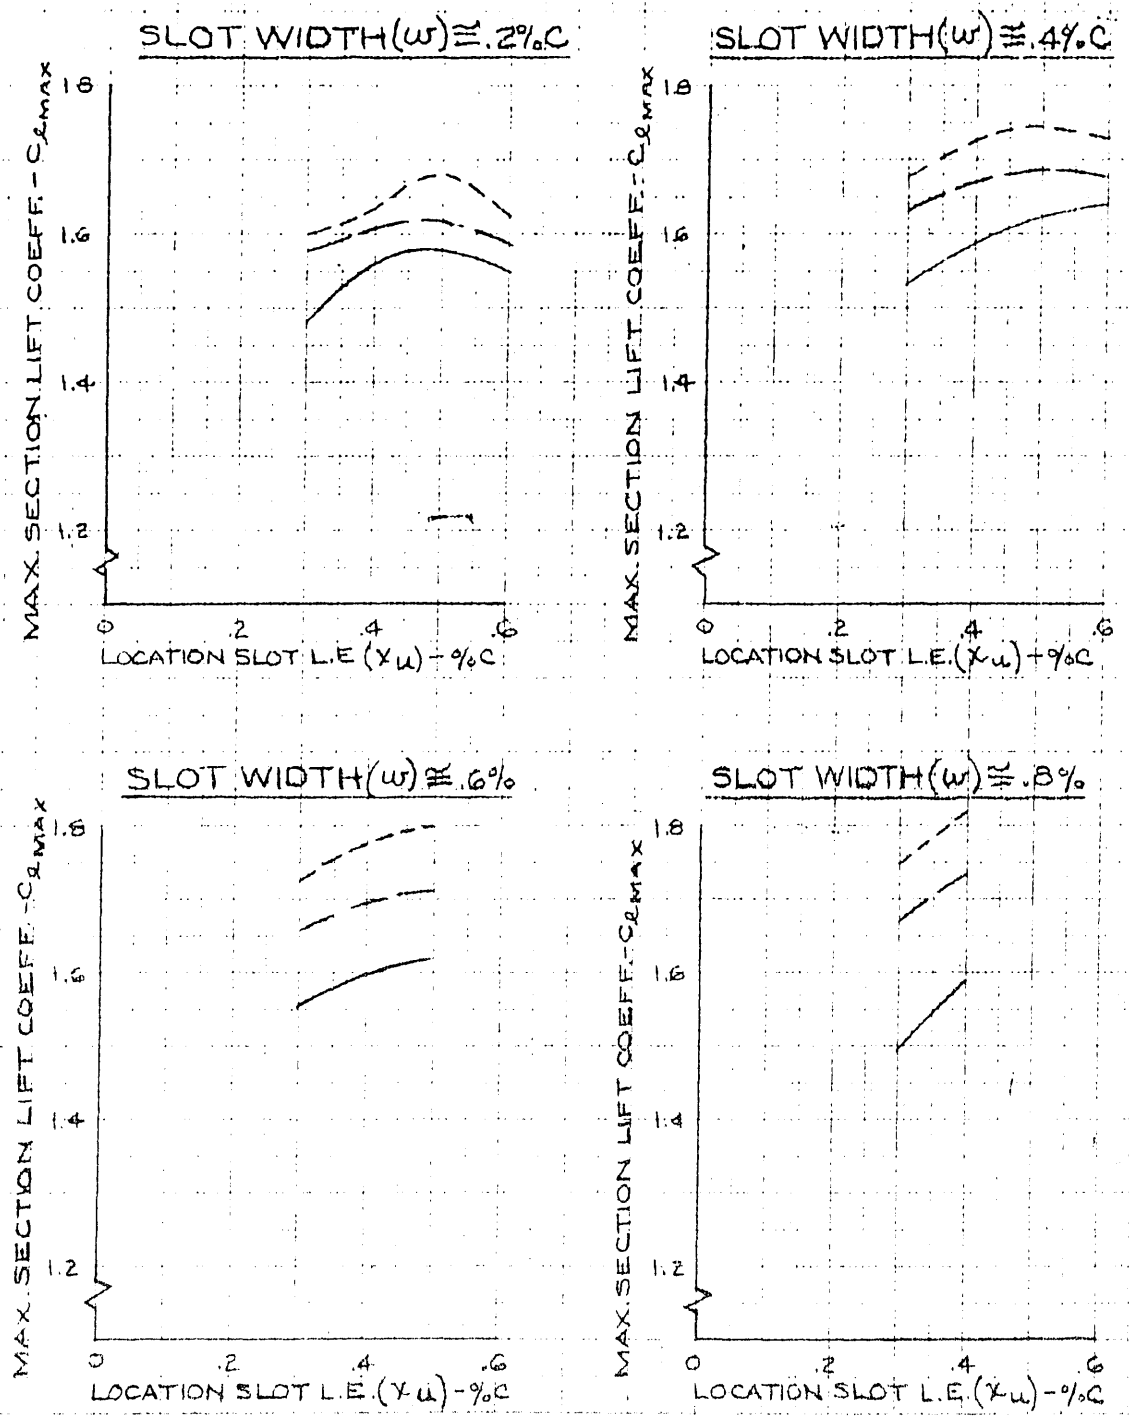 SLOT WIDTH(w)≅.2%C
MAX. SECTION LIFT COEFF. - CℓMAX
1.8
1.6
1.4
1.2
0 .2 .4 .6
LOCATION SLOT L.E (Xu) - %C
SLOT WIDTH(w)≅.4%C
MAX. SECTION LIFT COEFF. - CℓMAX
1.8
1.6
1.4
1.2
0 .2 .4 .6
LOCATION SLOT L.E. (Xu) - %C
SLOT WIDTH(w)≅.6%
MAX. SECTION LIFT COEFF. - CℓMAX
1.8
1.6
1.4
1.2
0 .2 .4 .6
LOCATION SLOT L.E. (Xu) - %C
SLOT WIDTH(w)≅.8%
MAX. SECTION LIFT COEFF. - CℓMAX
1.8
1.6
1.4
1.2
0 .2 .4 .6
LOCATION SLOT L.E. (Xu) - %C